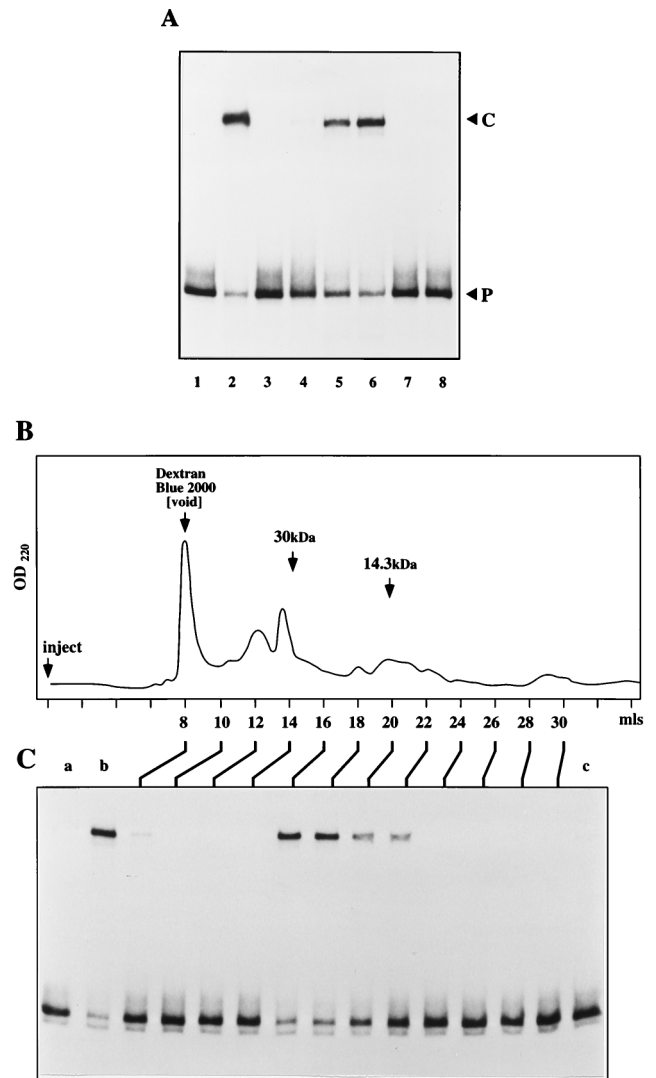 A
◄ C
◄ P
1 2 3 4 5 6 7 8
B
Dextran
Blue 2000
[void]
30kDa
14.3kDa
OD 220
inject
8 10 12 14 16 18 20 22 24 26 28 30 mls
C
a b c